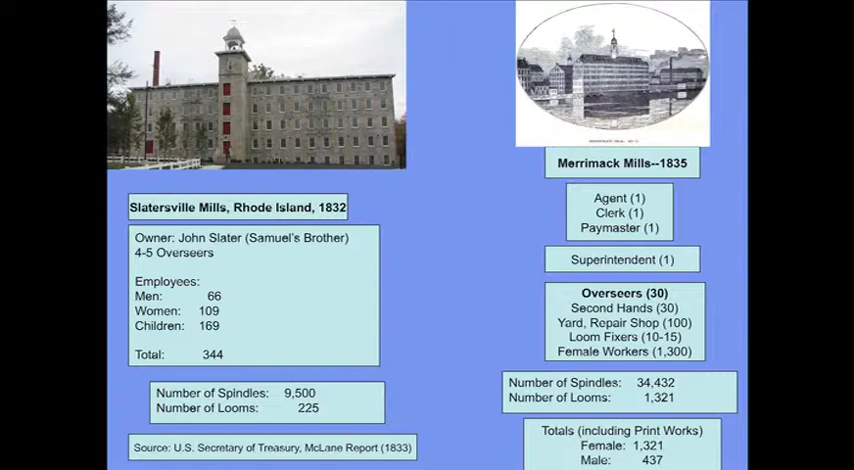 Slatersville Mills, Rhode Island, 1832
Owner: John Slater (Samuel's Brother)
4-5 Overseers
Employees:
Men: 66
Women: 109
Children: 169
Total: 344
Number of Spindles: 9,500
Number of Looms: 225
Source: U.S. Secretary of Treasury, McLane Report (1833)
Merrimack Mills--1835
Agent (1)
Clerk (1)
Paymaster (1)
Superintendent (1)
Overseers (30)
Second Hands (30)
Yard, Repair Shop (100)
Loom Fixers (10-15)
Female Workers (1,300)
Number of Spindles: 34,432
Number of Looms: 1,321
Totals (including Print Works)
Female: 1,321
Male: 437